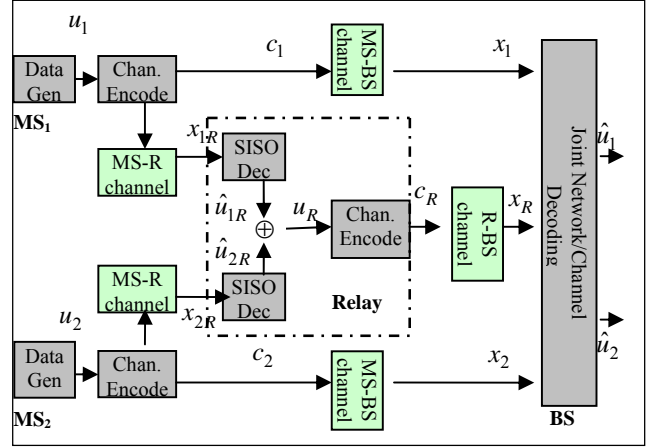 u1
c1
MS-BS channel
x1
Data Gen
Chan. Encode
MS1
MS-R channel
x1R
SISO Dec
û1R
⊕
uR
Chan. Encode
cR
R-BS channel
xR
Joint Network/Channel Decoding
û1
û2R
MS-R channel
x2R
SISO Dec
Relay
u2
û2
Data Gen
Chan. Encode
c2
MS-BS channel
x2
MS2
BS